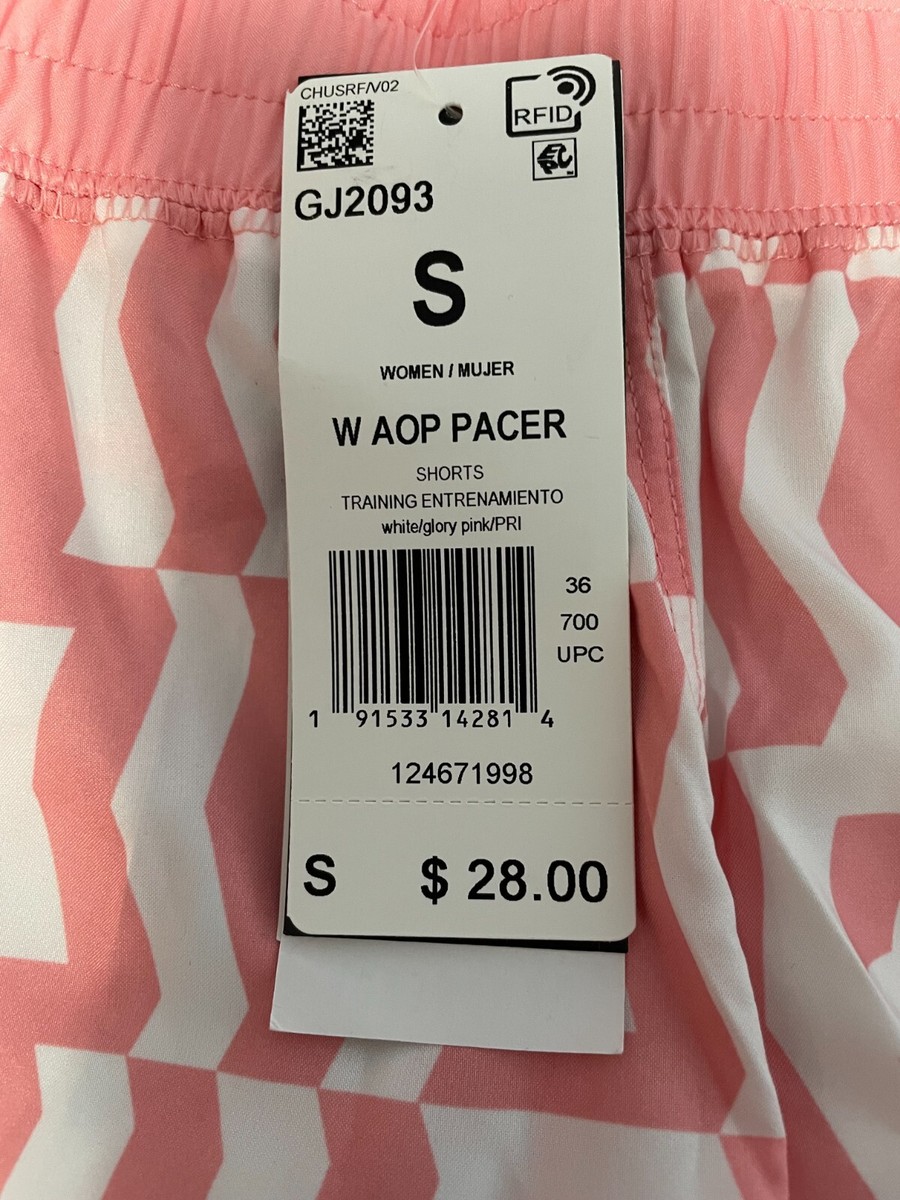 CHUSRF/V02
RFID
EPC
GJ2093
S
WOMEN / MUJER
W AOP PACER
SHORTS
TRAINING ENTRENAMIENTO
white/glory pink/PRI
36
700
UPC
1 91533 14281 4
124671998
S $ 28.00